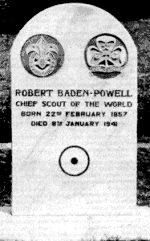 ROBERT BADEN-POWELL
CHIEF SCOUT OF THE WORLD
BORN 22ND FEBRUARY 1857
DIED 8TH JANUARY 1941